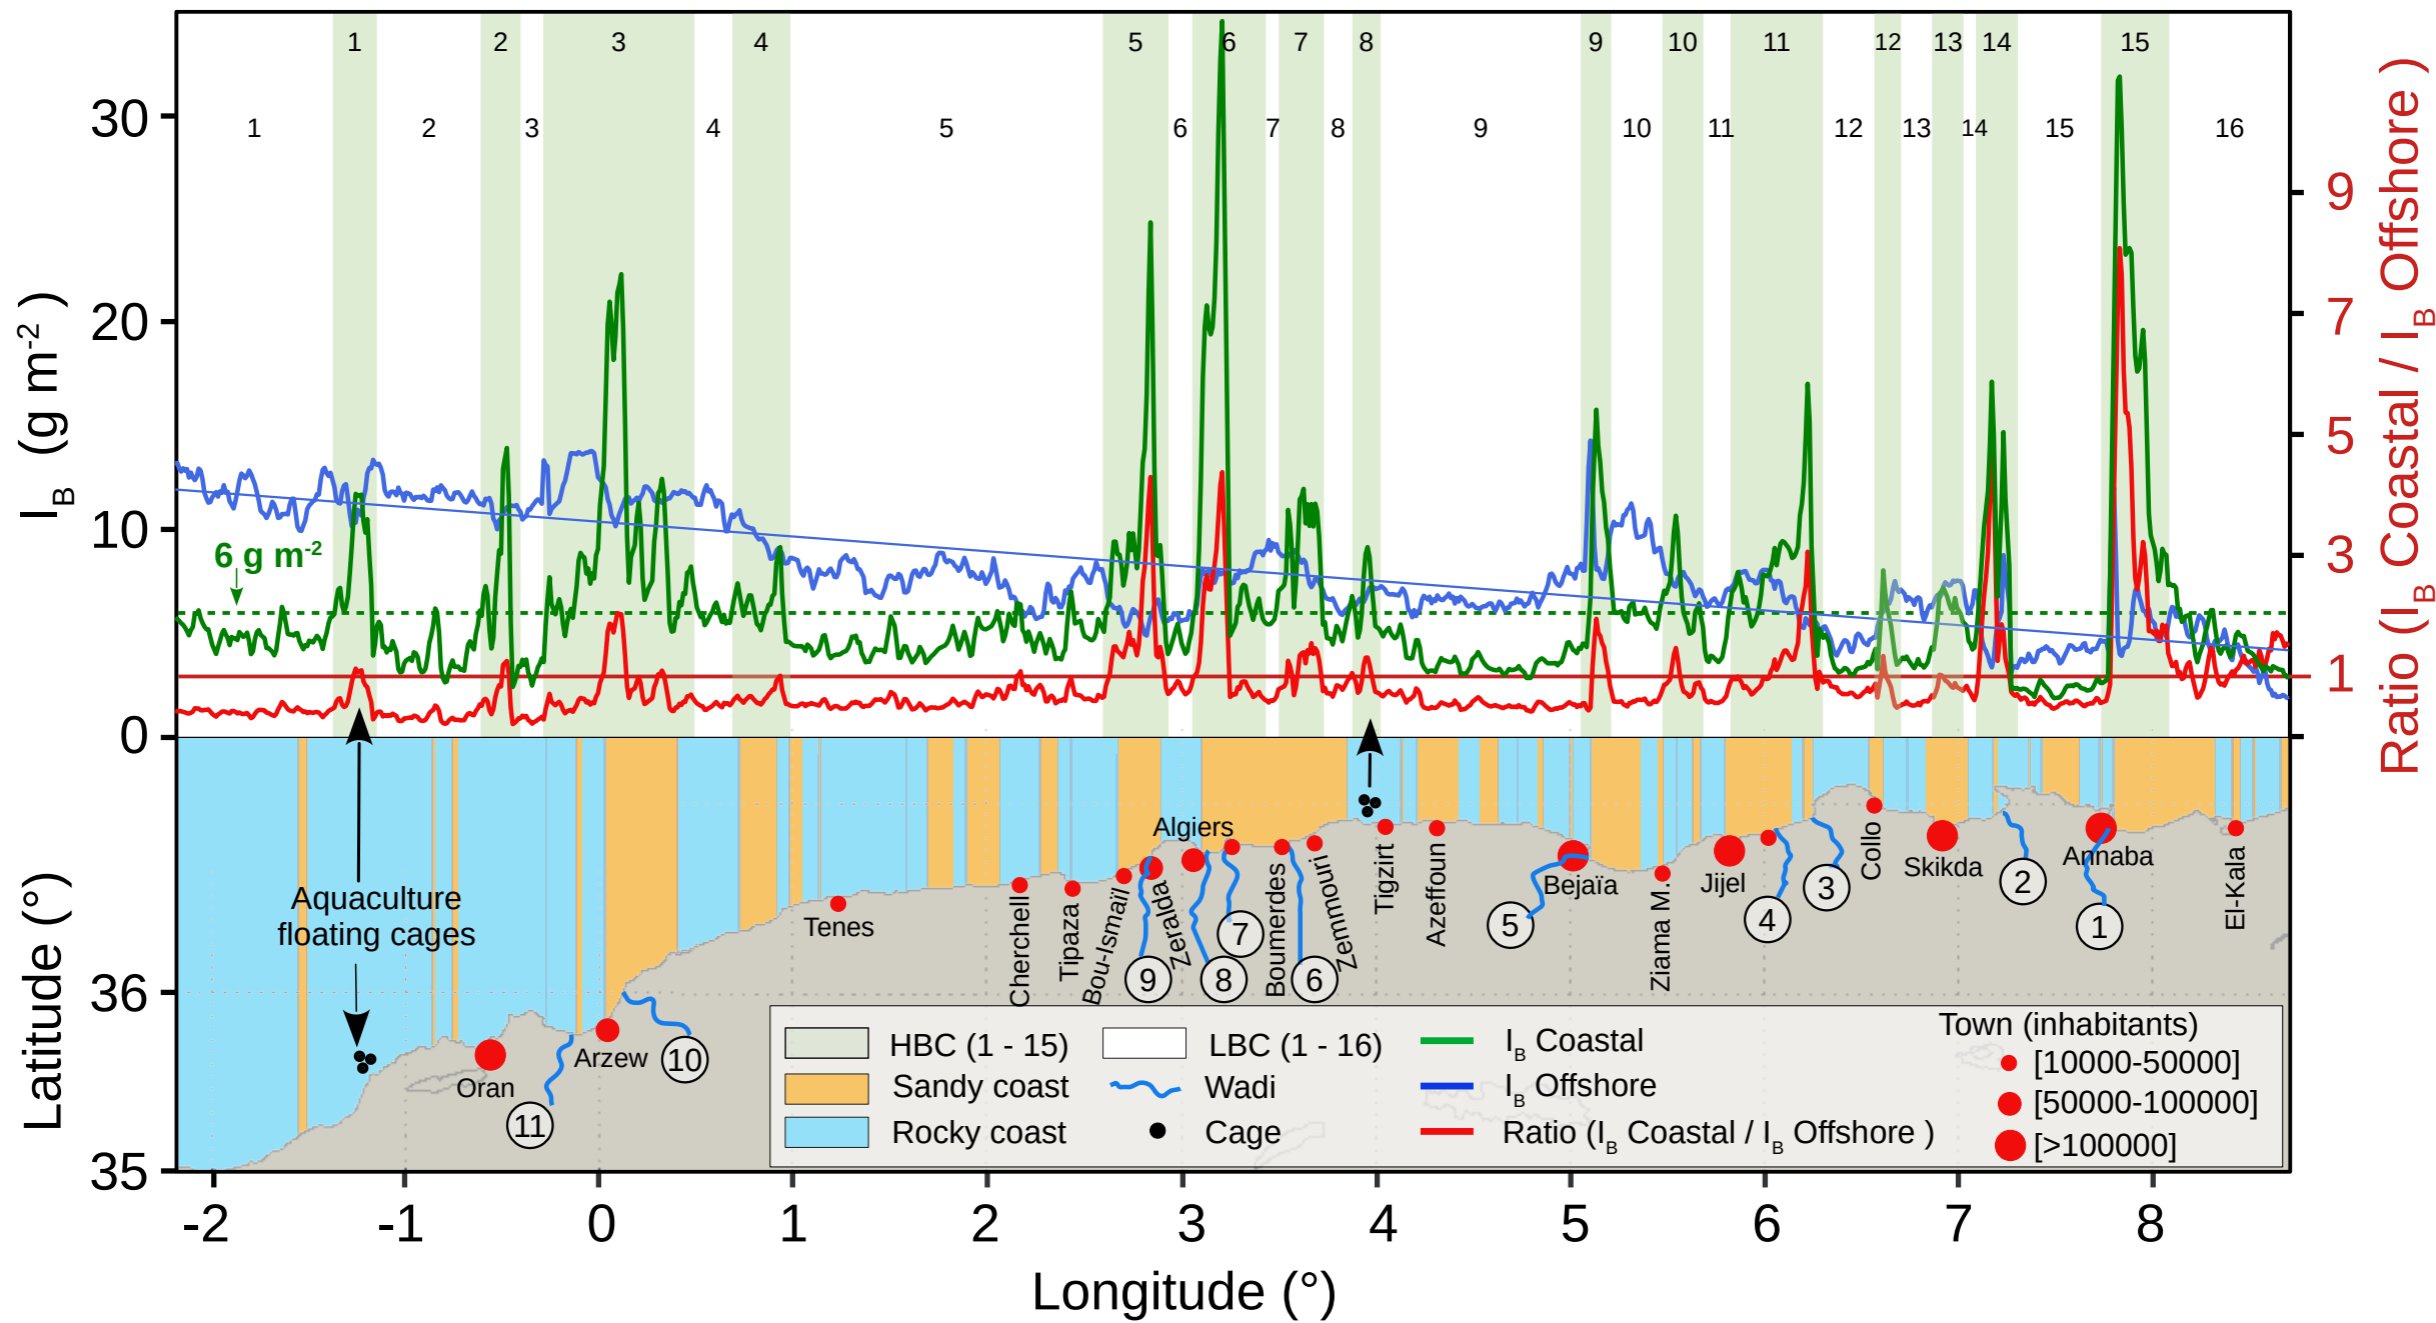 1 2 3 4 5 6 7 8 9 10 11 12 13 14 15
1 2 3 4 5 6 7 8 9 10 11 12 13 14 15 16
30
20
10
0
36
35
I_B (g m-2 )
Latitude (°)
6 g m-2
9
7
5
3
1
Ratio (I_B Coastal / I_B Offshore )
Aquaculture
floating cages
Oran
Arzew
Tenes
Cherchell
Tipaza
Bou-Ismaïl
Zeralda
Algiers
Boumerdes
Zemmouri
Tigzirt
Azeffoun
Bejaïa
Ziama M.
Jijel
Collo
Skikda
Annaba
El-Kala
11
10
9
8
7
6
5
4
3
2
1
HBC (1 - 15)
Sandy coast
Rocky coast
LBC (1 - 16)
Wadi
Cage
I_B Coastal
I_B Offshore
Ratio (I_B Coastal / I_B Offshore )
Town (inhabitants)
[10000-50000]
[50000-100000]
[>100000]
-2 -1 0 1 2 3 4 5 6 7 8
Longitude (°)